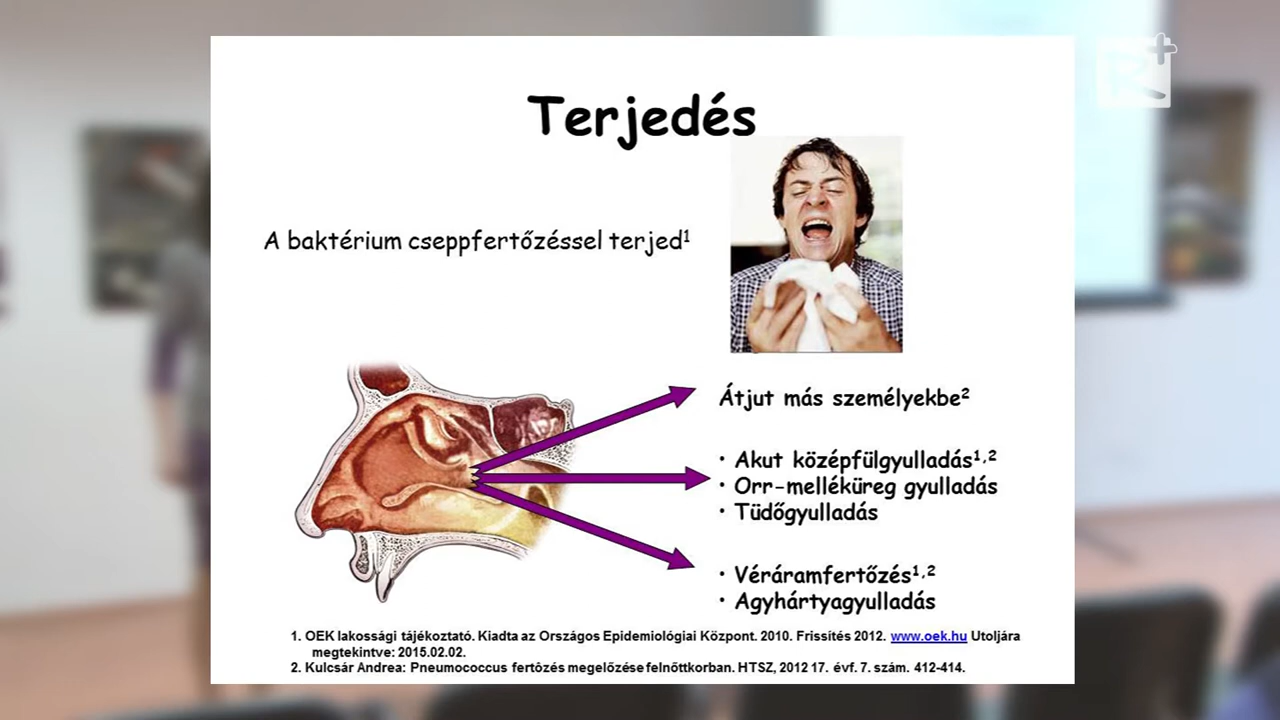 R+
Terjedés
A baktérium cseppfertőzéssel terjed¹
Átjut más személyekbe²
• Akut középfülgyulladás¹,²
• Orr-melléküreg gyulladás
• Tüdőgyulladás
• Véráramfertőzés¹,²
• Agyhártyagyulladás
1. OEK lakossági tájékoztató. Kiadta az Országos Epidemiológiai Központ. 2010. Frissítés 2012. www.oek.hu Utoljára
megtekintve: 2015.02.02.
2. Kulcsár Andrea: Pneumococcus fertőzés megelőzése felnőttkorban. HTSZ, 2012 17. évf. 7. szám. 412-414.